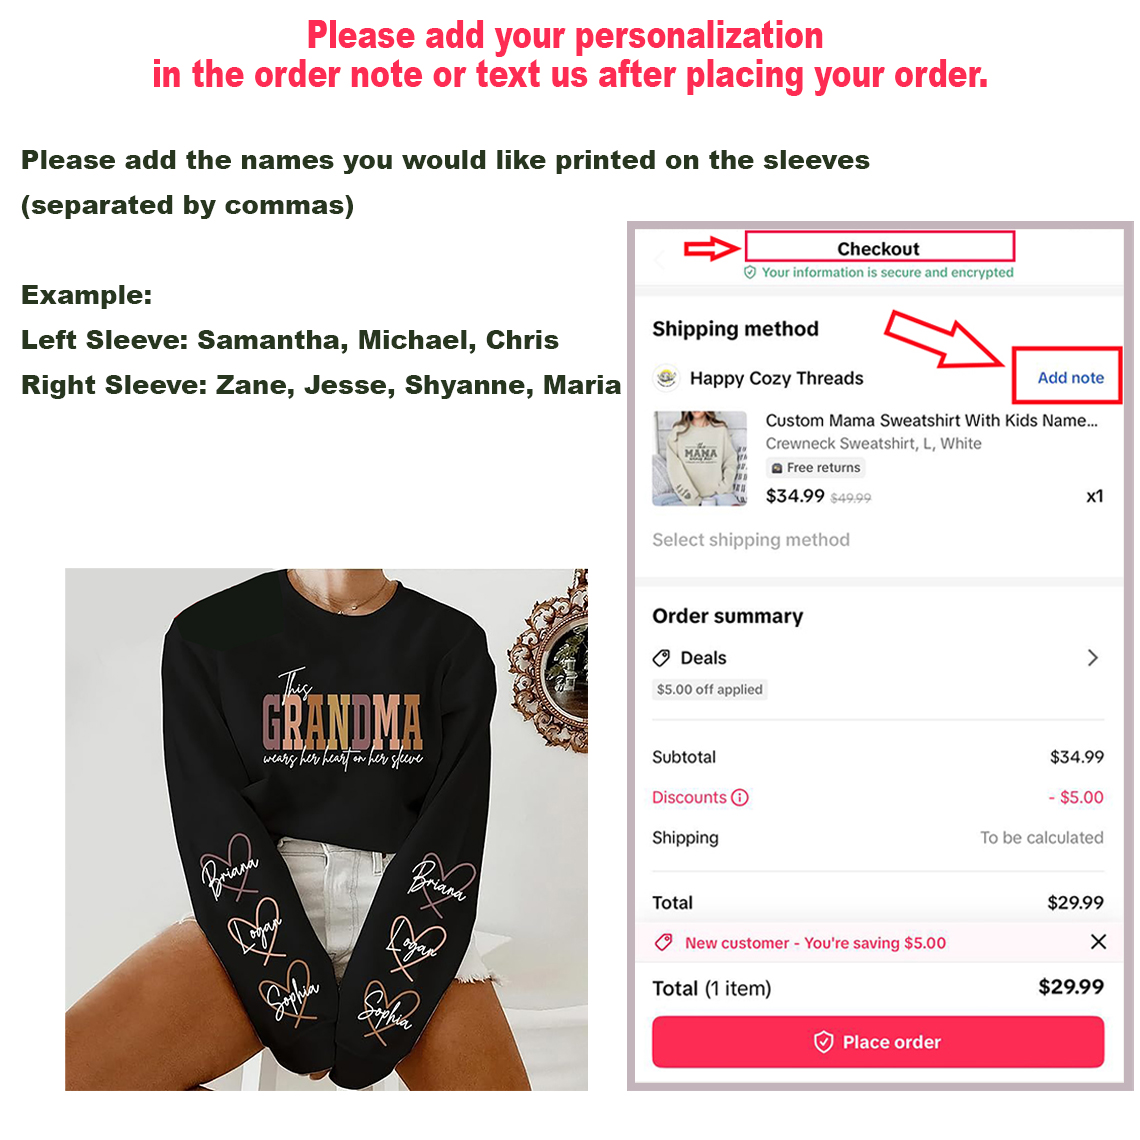 Please add your personalization
in the order note or text us after placing your order.
Please add the names you would like printed on the sleeves
(separated by commas)
Example:
Left Sleeve: Samantha, Michael, Chris
Right Sleeve: Zane, Jesse, Shyanne, Maria
Checkout
Your information is secure and encrypted
Shipping method
Happy Cozy Threads
Add note
Custom Mama Sweatshirt With Kids Name...
Crewneck Sweatshirt, L, White
Free returns
$34.99 $49.99
x1
MAMA
Select shipping method
Order summary
Deals
$5.00 off applied
Subtotal
$34.99
Discounts
- $5.00
Shipping
To be calculated
Total
$29.99
New customer - You're saving $5.00
Total (1 item)
$29.99
Place order
This
GRANDMA
wears her heart on her sleeve
Briana
Logan
Sophia
Briana
Logan
Sophia